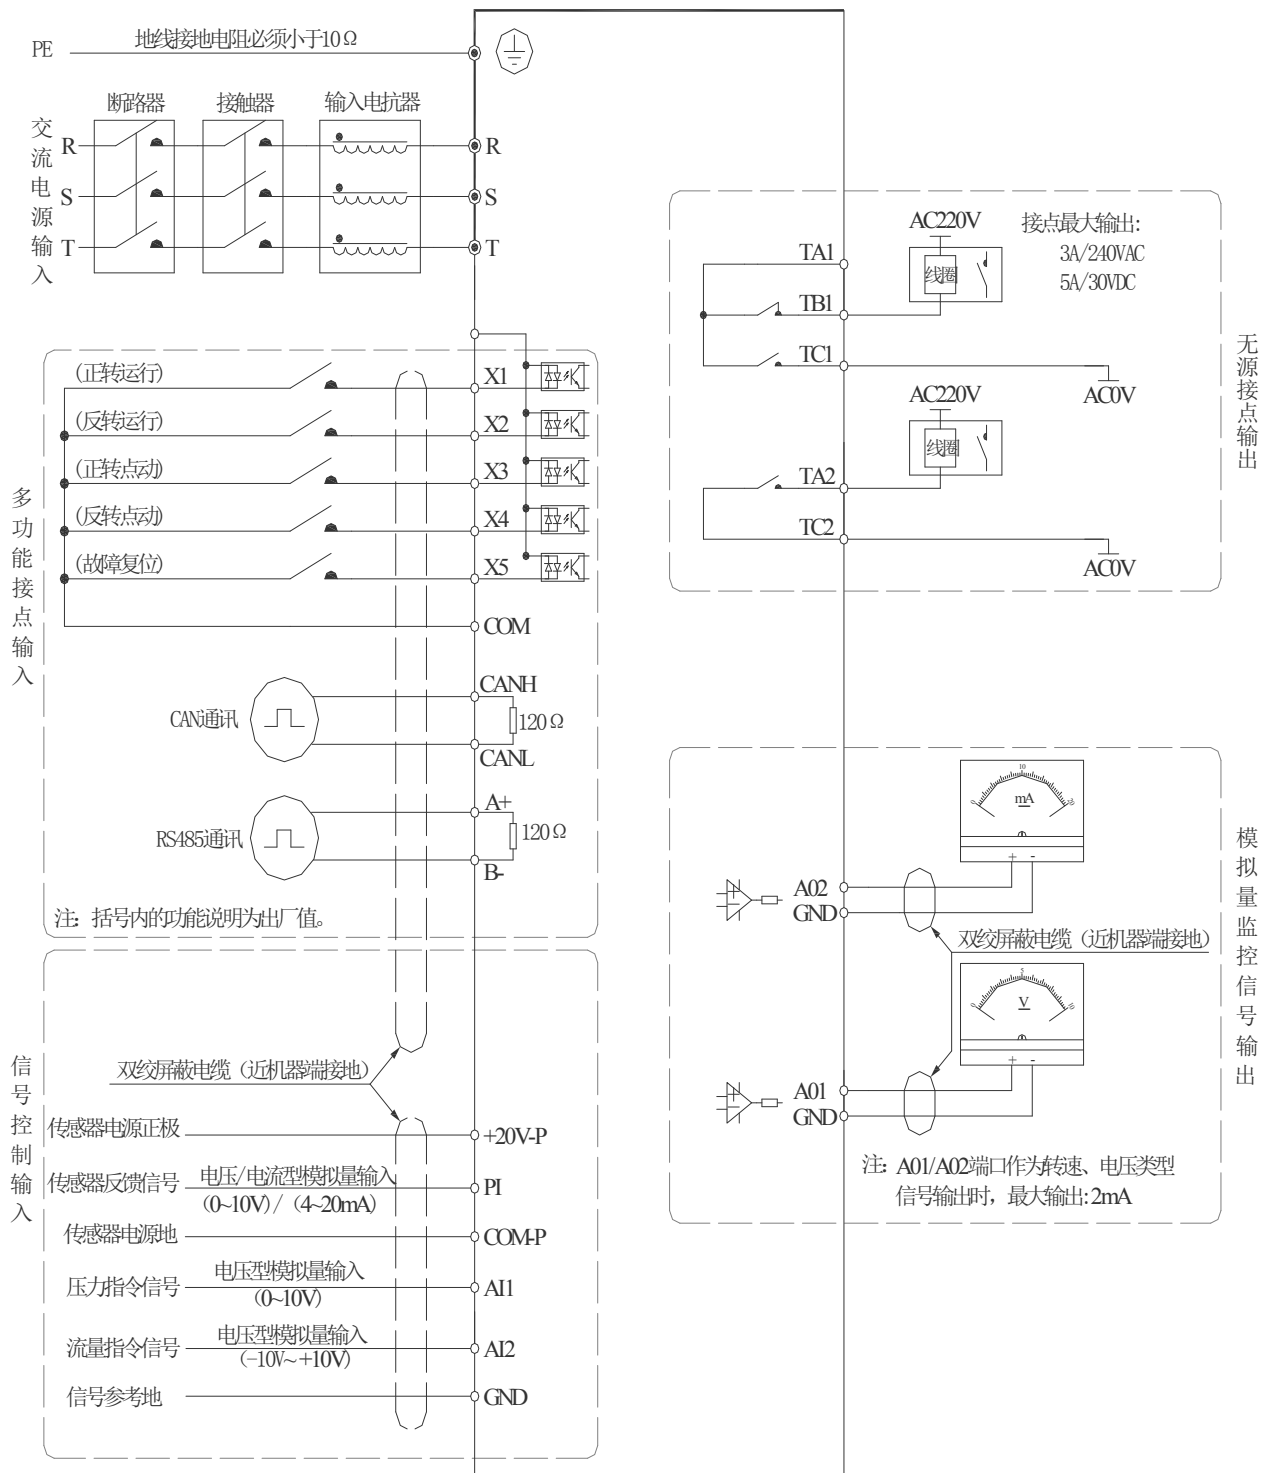 PE
地线接地电阻必须小于10Ω
断路器
接触器
输入电抗器
交流电源输入
R
S
T
R
S
T
多功能接点输入
(正转运行)
X1
(反转运行)
X2
(正转点动)
X3
(反转点动)
X4
(故障复位)
X5
COM
CAN通讯
CANH
120Ω
CANL
RS485通讯
A+
120Ω
B-
注: 括号内的功能说明为出厂值。
信号控制输入
双绞屏蔽电缆（近机器端接地）
传感器电源正极
+20V-P
传感器反馈信号
电压/电流型模拟量输入
(0~10V) / (4~20mA)
PI
传感器电源地
COM-P
压力指令信号
电压型模拟量输入
(0~10V)
AI1
流量指令信号
电压型模拟量输入
(-10V~+10V)
AI2
信号参考地
GND
无源接点输出
AC220V
接点最大输出:
3A/240VAC
5A/30VDC
TA1
线圈
TB1
TC1
AC0V
AC220V
线圈
TA2
TC2
AC0V
模拟量监控信号输出
0
10
20
mA
+ -
A02
GND
双绞屏蔽电缆（近机器端接地）
0
5
10
V
+ -
A01
GND
注: A01/A02端口作为转速、电压类型
信号输出时，最大输出:2mA